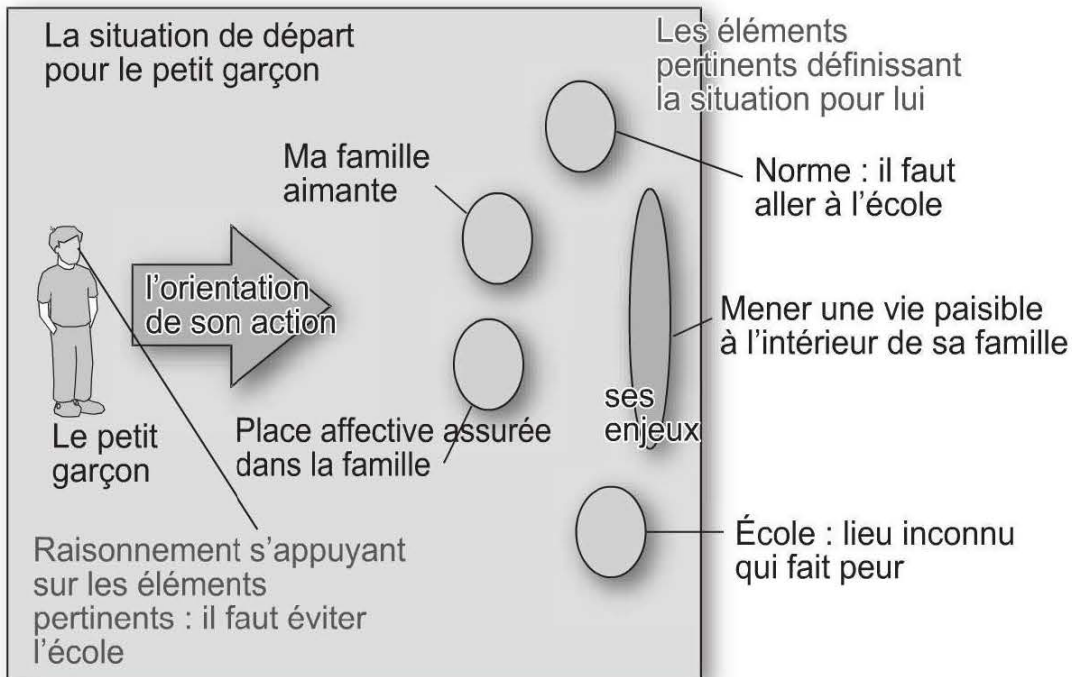 La situation de départ
pour le petit garçon
Les éléments
pertinents définissant
la situation pour lui
Ma famille
aimante
Norme : il faut
aller à l'école
l'orientation
de son action
Mener une vie paisible
à l'intérieur de sa famille
ses
enjeux
Le petit
garçon
Place affective assurée
dans la famille
École : lieu inconnu
qui fait peur
Raisonnement s'appuyant
sur les éléments
pertinents : il faut éviter
l'école